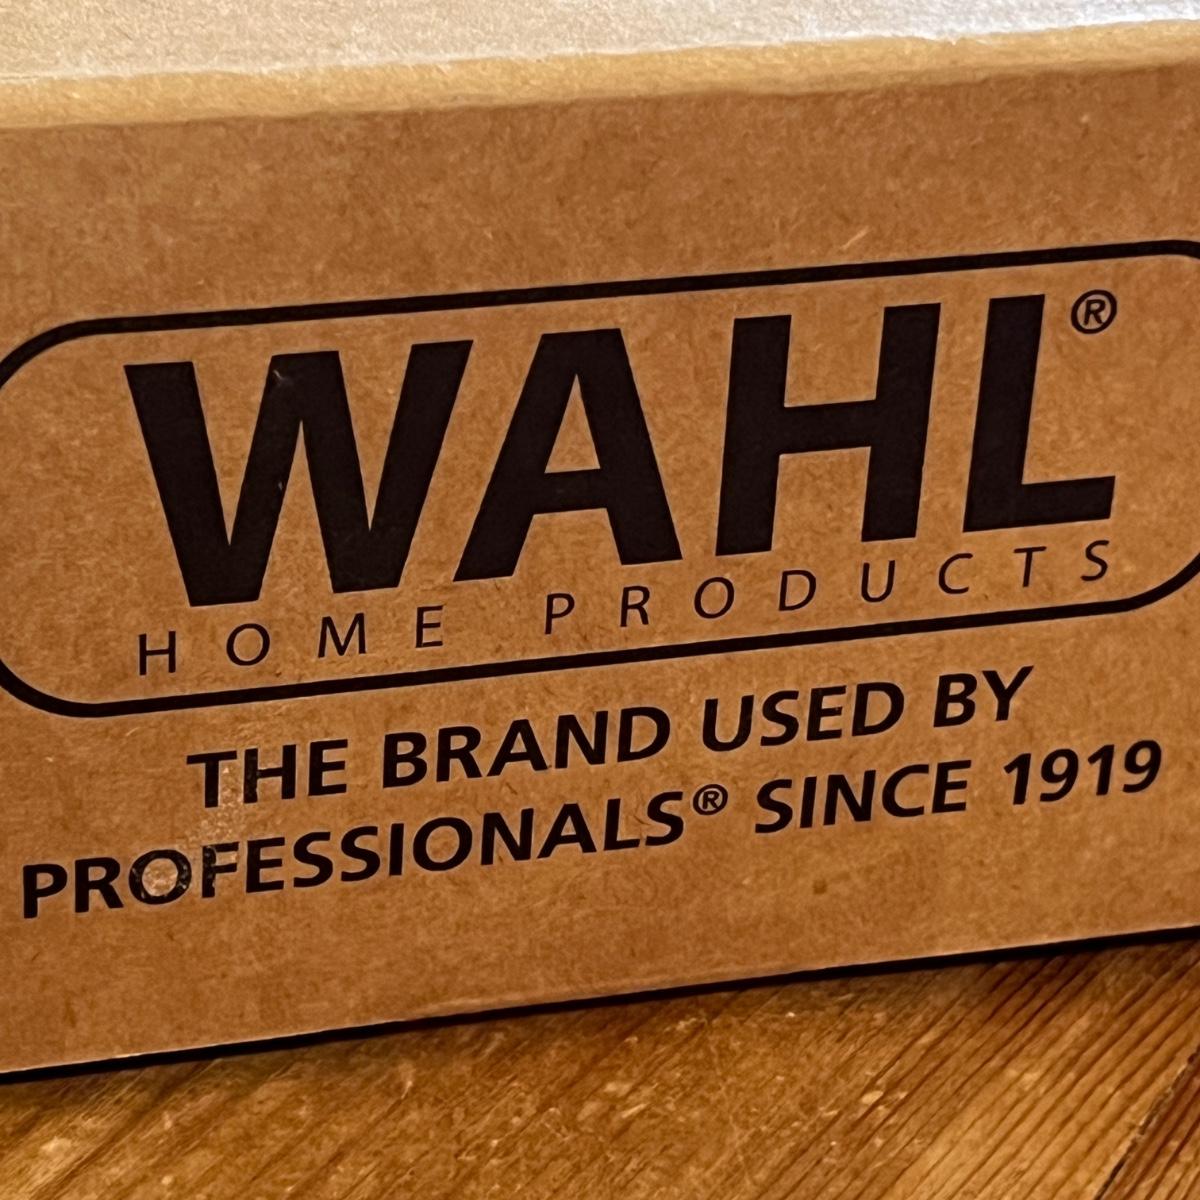 WAHL®
HOME PRODUCTS
THE BRAND USED BY
PROFESSIONALS® SINCE 1919